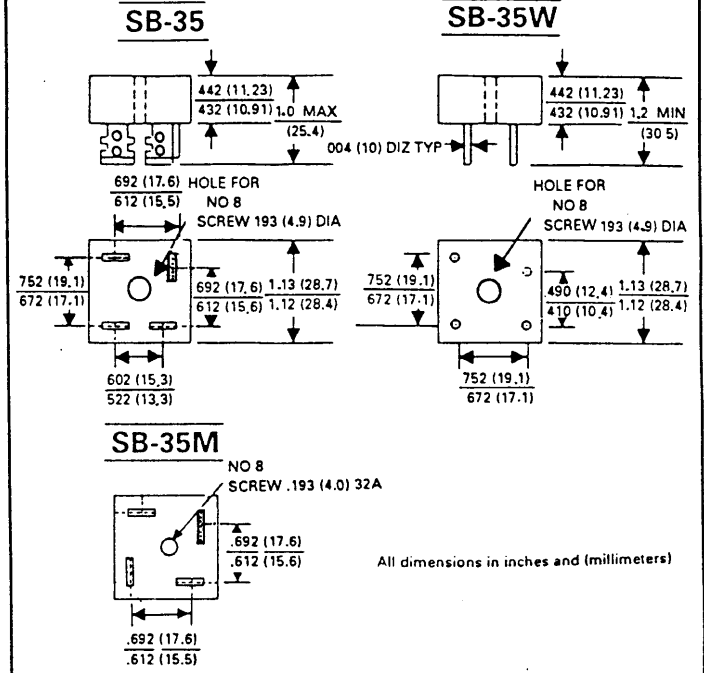 SB-35
442 (11.23)
432 (10.91)
1.0 MAX
(25.4)
692 (17.6)
612 (15.5)
HOLE FOR
NO 8
SCREW 193 (4.9) DIA
752 (19.1)
672 (17.1)
692 (17.6)
612 (15.6)
1.13 (28.7)
1.12 (28.4)
602 (15.3)
522 (13.3)
SB-35W
442 (11.23)
432 (10.91)
1.2 MIN
(30 5)
004 (10) DIZ TYP
HOLE FOR
NO 8
SCREW 193 (4.9) DIA
752 (19.1)
672 (17.1)
.490 (12.4)
410 (10.4)
1.13 (28.7)
1.12 (28.4)
752 (19.1)
672 (17.1)
SB-35M
NO 8
SCREW .193 (4.0) 32A
.692 (17.6)
.612 (15.6)
.692 (17.6)
.612 (15.5)
All dimensions in inches and (millimeters)